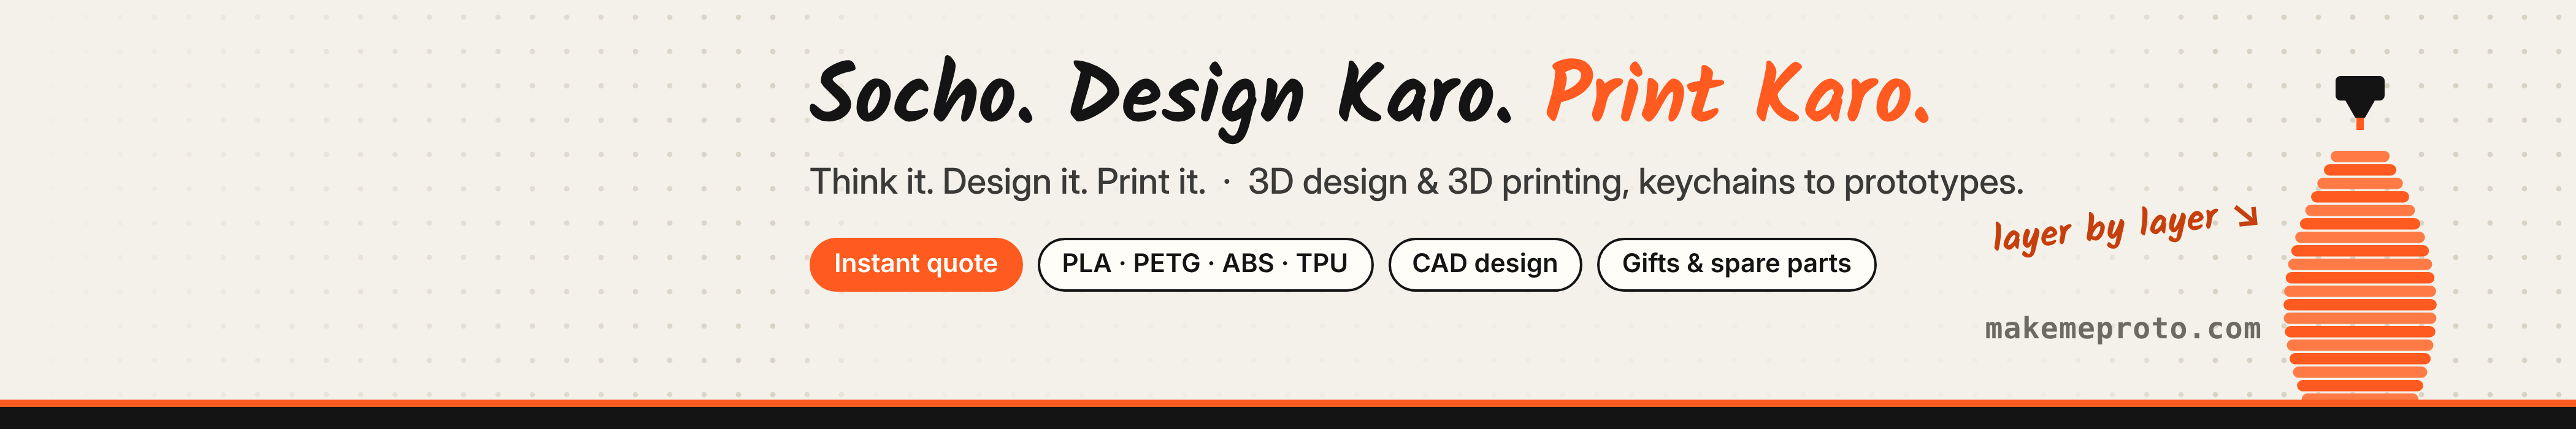 Socho. Design Karo. Print Karo.
Think it. Design it. Print it. · 3D design & 3D printing, keychains to prototypes.
layer by layer ↘
Instant quote
PLA · PETG · ABS · TPU
CAD design
Gifts & spare parts
makemeproto.com